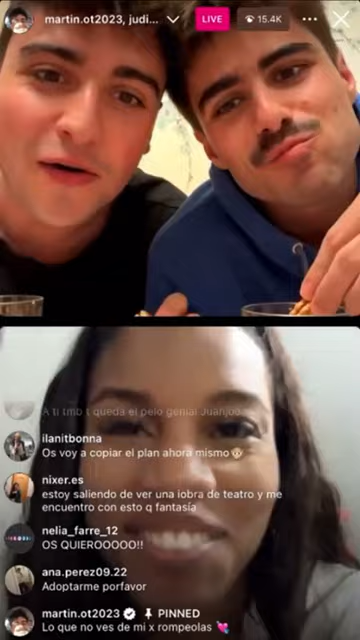 martin.ot2023, judi...
LIVE
15.4K
A ti tmb t queda el pelo genial Juanjoo
ilanitbonna
Os voy a copiar el plan ahora mismo
nixer.es
estoy saliendo de ver una iobra de teatro y me
encuentro con esto q fantasía
nelia_farre_12
OS QUIEROOOOO!!
ana.perez09.22
Adoptarme porfavor
martin.ot2023 PINNED
Lo que no ves de mi x rompeolas 💘